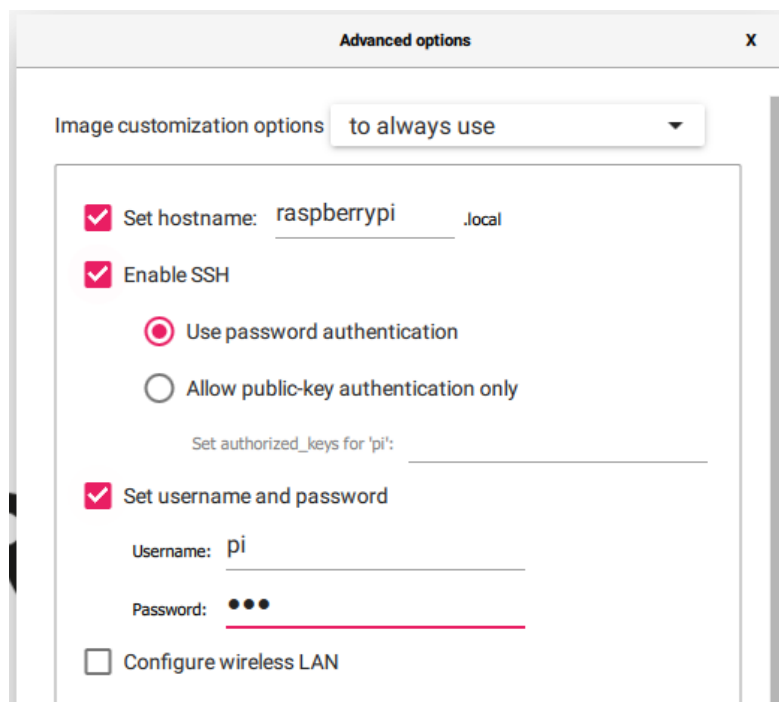 Advanced options X
Image customization options to always use
Set hostname: raspberrypi .local
Enable SSH
Use password authentication
Allow public-key authentication only
Set authorized_keys for 'pi':
Set username and password
Username: pi
Password: •••
Configure wireless LAN